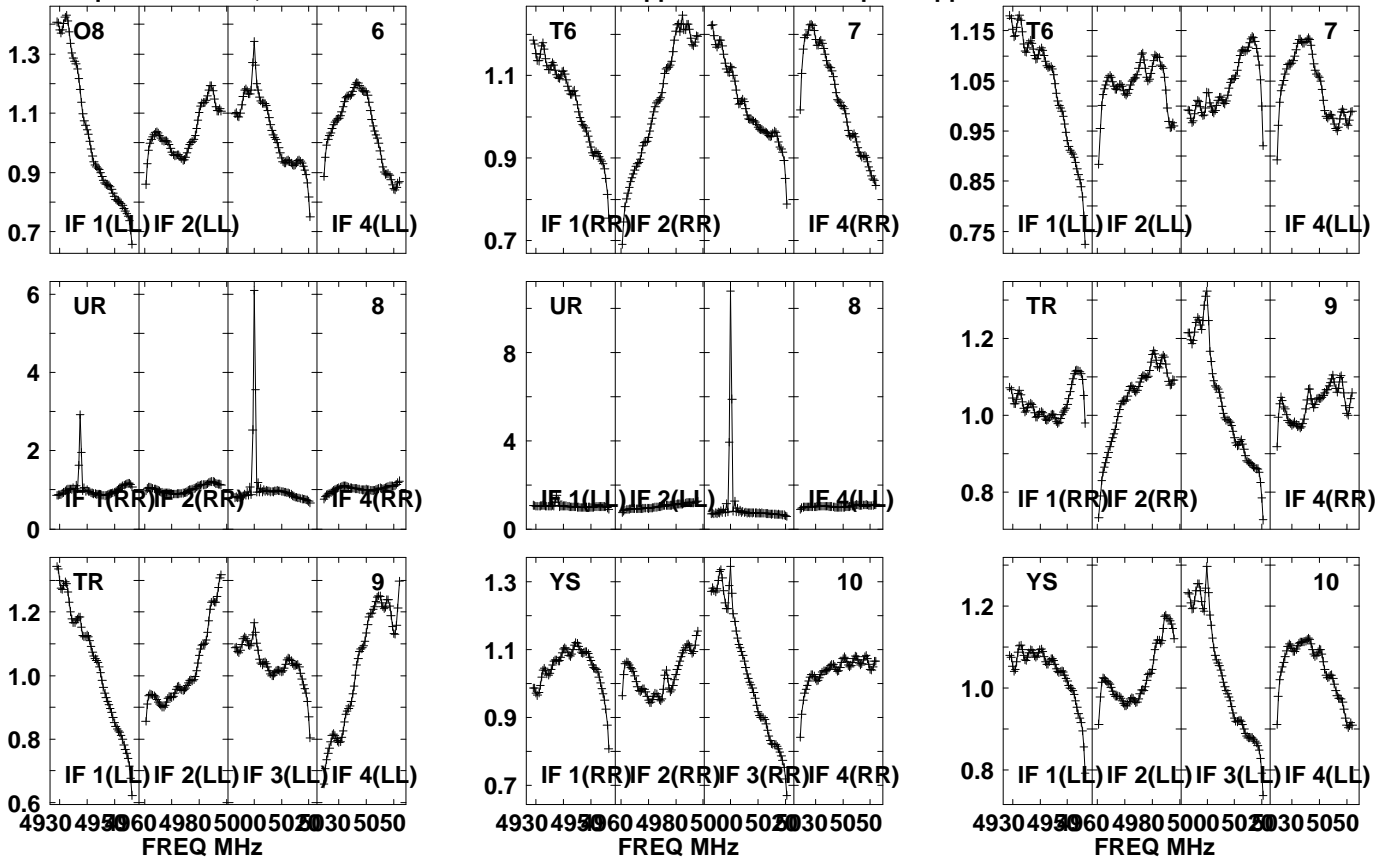 O8 6
1.3
1.1
0.9
0.7
IF 1(LL) IF 2(LL) IF 4(LL)
T6 7
1.1
0.9
0.7
IF 1(RR) IF 2(RR) IF 4(RR)
T6 7
1.15
1.05
0.95
0.85
0.75
IF 1(LL) IF 2(LL) IF 4(LL)
UR 8
6
4
2
0
IF 1(RR) IF 2(RR) IF 4(RR)
UR 8
8
4
0
IF 1(LL) IF 2(LL) IF 4(LL)
TR 9
1.2
1.0
0.8
IF 1(RR) IF 2(RR) IF 4(RR)
TR 9
1.2
1.0
0.8
0.6
IF 1(LL) IF 2(LL) IF 3(LL) IF 4(LL)
4930 4950 4960 4980 5000 5020 5030 5050
FREQ MHz
YS 10
1.3
1.1
0.9
0.7
IF 1(RR) IF 2(RR) IF 3(RR) IF 4(RR)
4930 4950 4960 4980 5000 5020 5030 5050
FREQ MHz
YS 10
1.2
1.0
0.8
IF 1(LL) IF 2(LL) IF 3(LL) IF 4(LL)
4930 4950 4960 4980 5000 5020 5030 5050
FREQ MHz